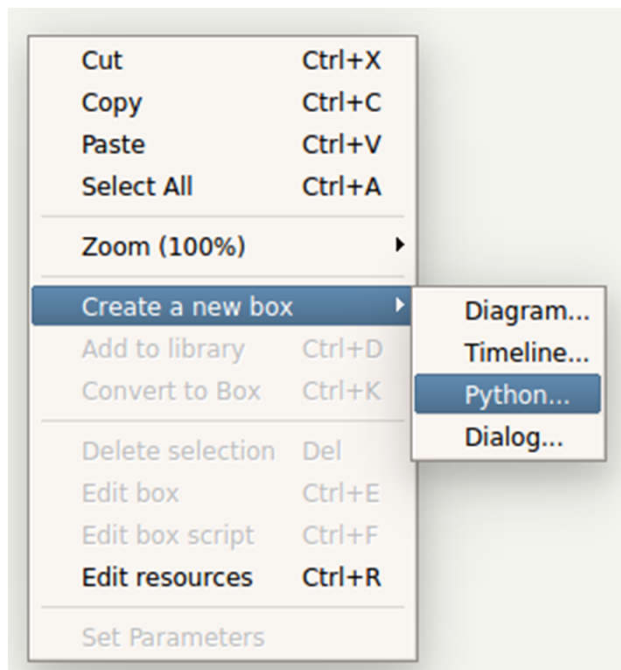 Cut Ctrl+X
Copy Ctrl+C
Paste Ctrl+V
Select All Ctrl+A
Zoom (100%)
Create a new box
Diagram...
Timeline...
Python...
Dialog...
Add to library Ctrl+D
Convert to Box Ctrl+K
Delete selection Del
Edit box Ctrl+E
Edit box script Ctrl+F
Edit resources Ctrl+R
Set Parameters